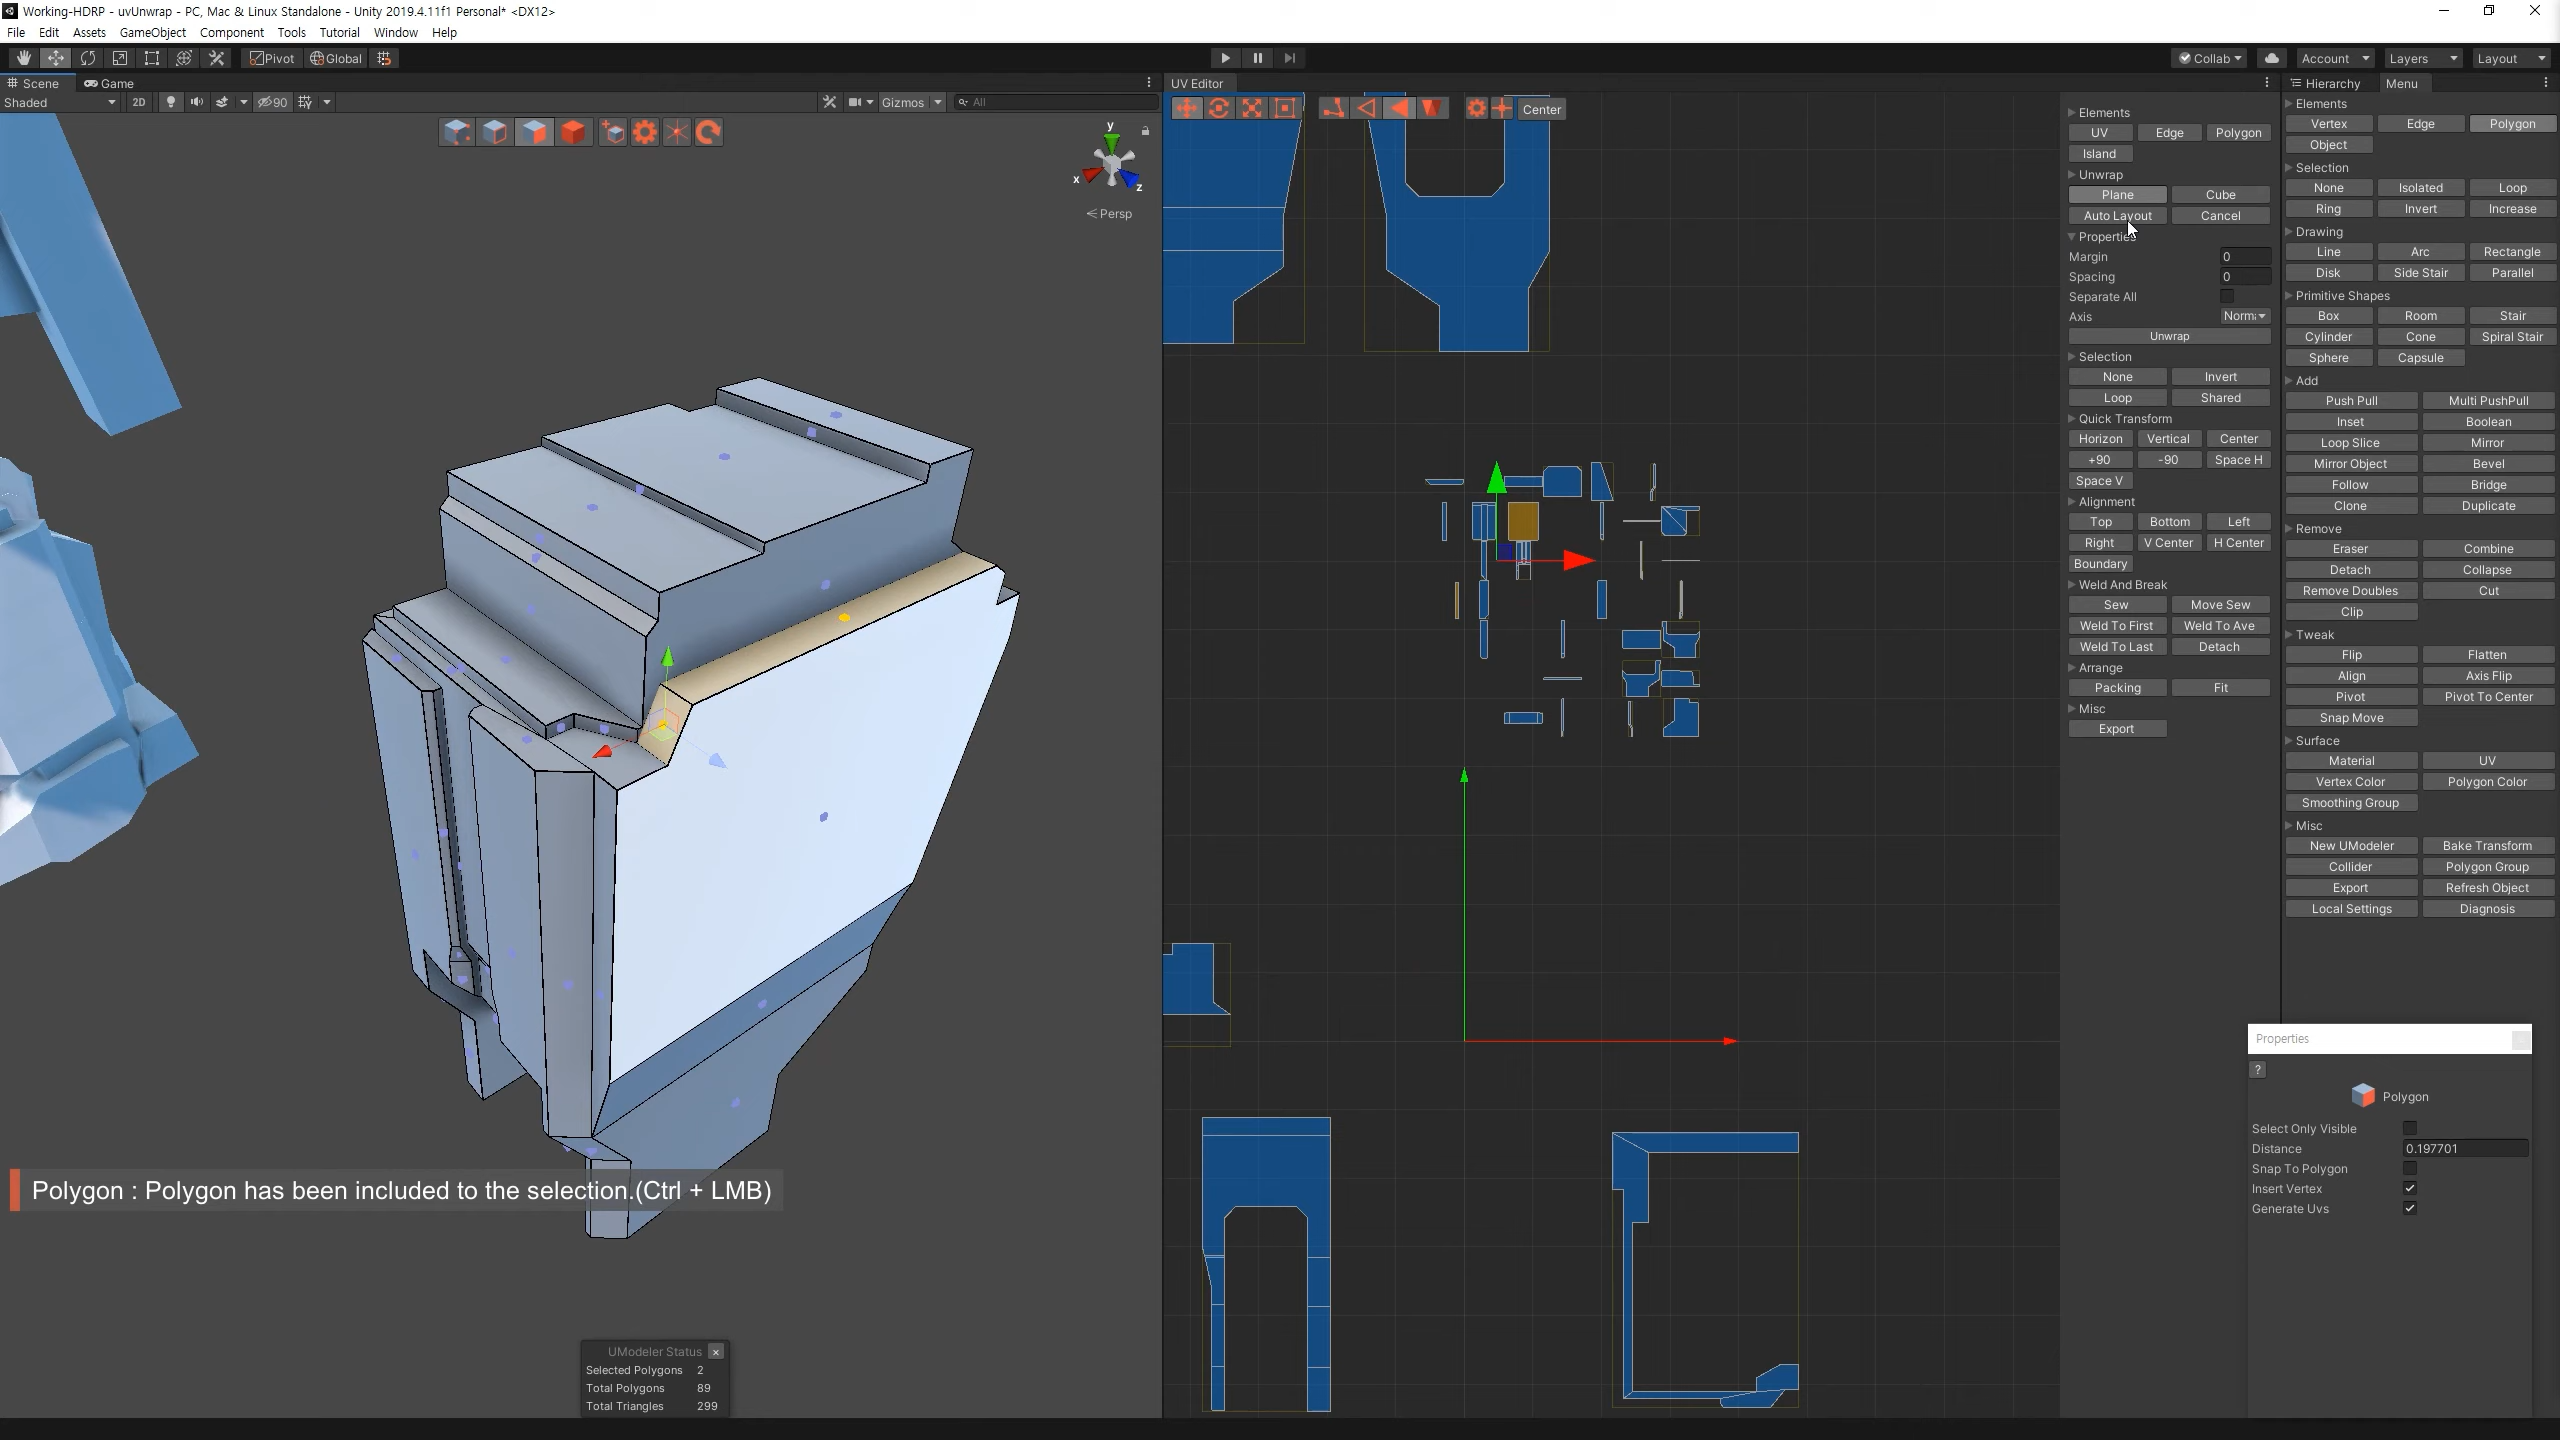 Working-HDRP - uvUnwrap - PC, Mac & Linux Standalone - Unity 2019.4.11f1 Personal* <DX12>
File Edit Assets GameObject Component Tools Tutorial Window Help
Pivot Global Collab Account Layers Layout
Scene Game
Shaded 2D 90 Gizmos All
y
x
z
Persp
UV Editor
Center
Elements
UV Edge Polygon
Island
Unwrap
Plane Cube
Auto Layout Cancel
Properties
Margin 0
Spacing 0
Separate All
Axis Norma
Unwrap
Selection
None Invert
Loop Shared
Quick Transform
Horizon Vertical Center
+90 -90 Space H
Space V
Alignment
Top Bottom Left
Right V Center H Center
Boundary
Weld And Break
Sew Move Sew
Weld To First Weld To Ave
Weld To Last Detach
Arrange
Packing Fit
Misc
Export
Hierarchy Menu
Elements
Vertex Edge Polygon
Object
Selection
None Isolated Loop
Ring Invert Increase
Drawing
Line Arc Rectangle
Disk Side Stair Parallel
Primitive Shapes
Box Room Stair
Cylinder Cone Spiral Stair
Sphere Capsule
Add
Push Pull Multi PushPull
Inset Boolean
Loop Slice Mirror
Mirror Object Bevel
Follow Bridge
Clone Duplicate
Remove
Eraser Combine
Detach Collapse
Remove Doubles Cut
Clip
Tweak
Flip Flatten
Align Axis Flip
Pivot Pivot To Center
Snap Move
Surface
Material UV
Vertex Color Polygon Color
Smoothing Group
Misc
New UModeler Bake Transform
Collider Polygon Group
Export Refresh Object
Local Settings Diagnosis
Properties
?
Polygon
Select Only Visible
Distance 0.197701
Snap To Polygon
Insert Vertex
Generate Uvs
Polygon : Polygon has been included to the selection.(Ctrl + LMB)
UModeler Status
Selected Polygons 2
Total Polygons 89
Total Triangles 299